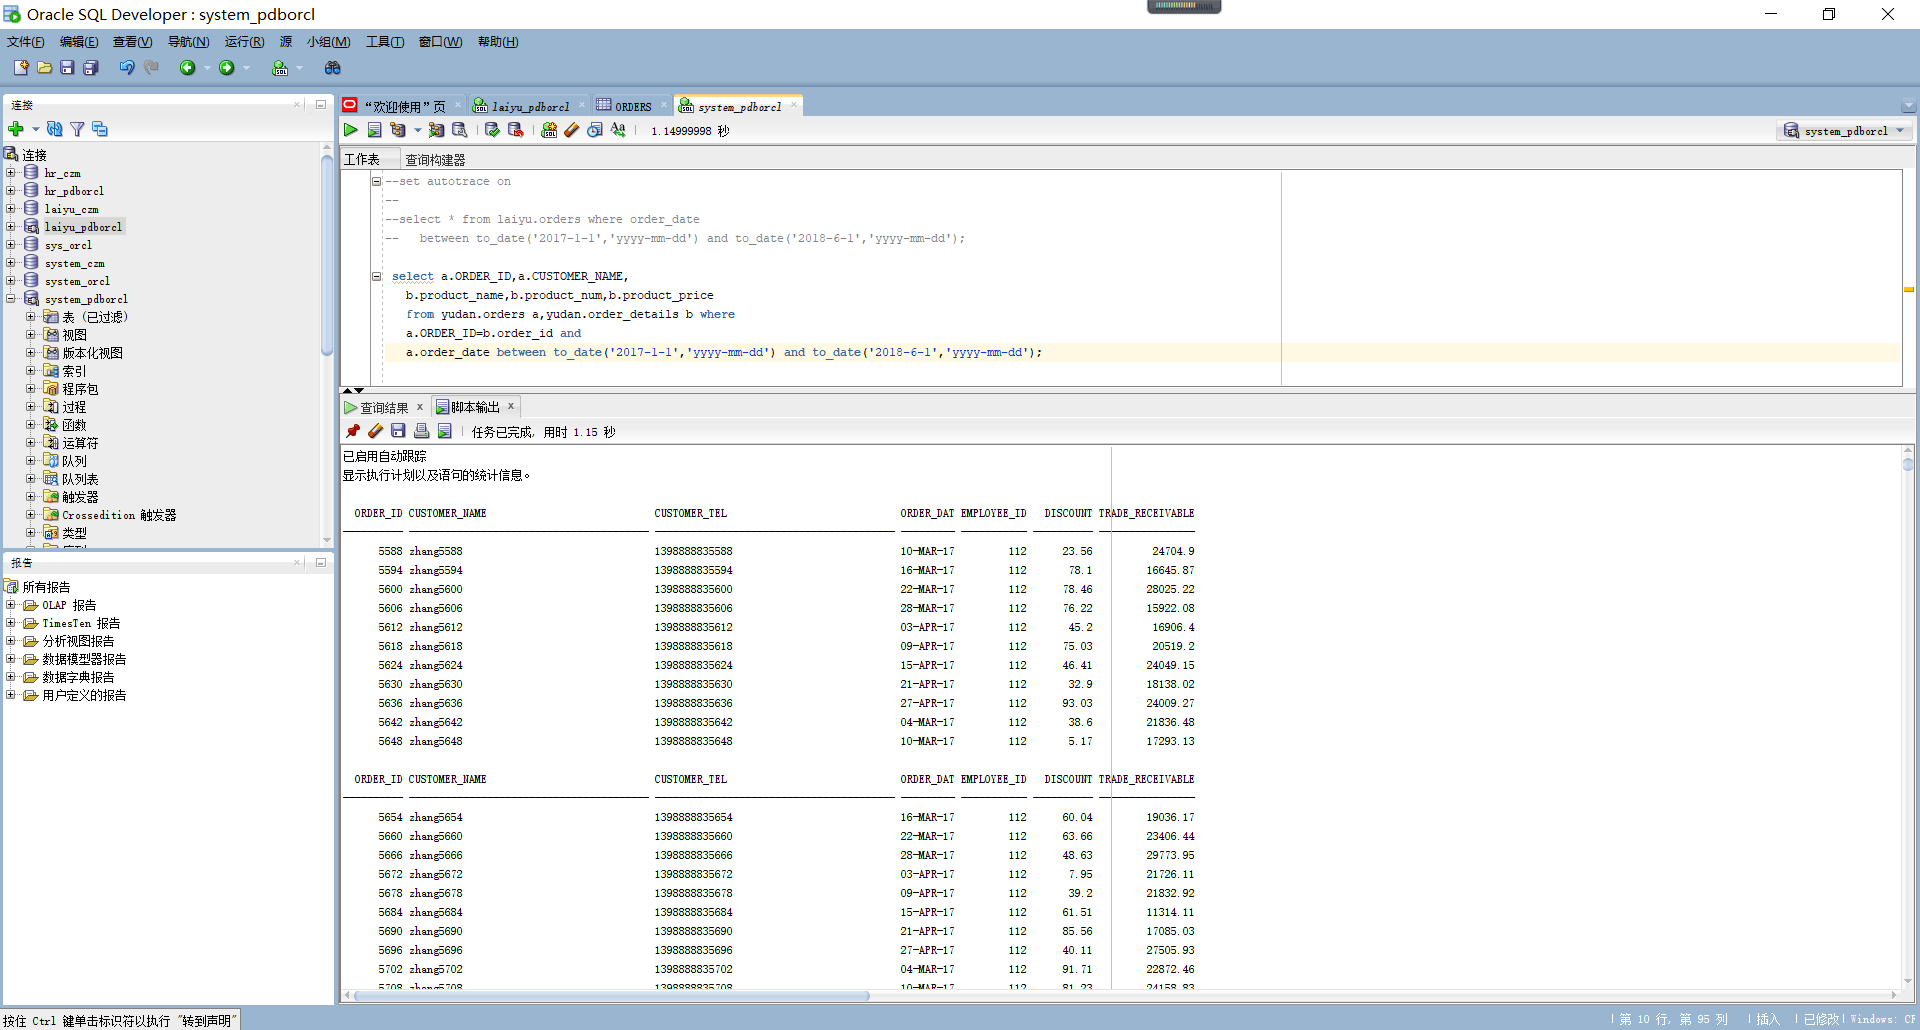 Oracle SQL Developer : system_pdborcl
文件(F) 编辑(E) 查看(V) 导航(N) 运行(R) 源 小组(M) 工具(T) 窗口(W) 帮助(H)
连接
连接
hr_czm
hr_pdborcl
laiyu_czm
laiyu_pdborcl
sys_orcl
system_czm
system_orcl
system_pdborcl
表 (已过滤)
视图
版本化视图
索引
程序包
过程
函数
运算符
队列
队列表
触发器
Crossedition 触发器
类型
报告
所有报告
OLAP 报告
TimesTen 报告
分析视图报告
数据模型器报告
数据字典报告
用户定义的报告
“欢迎使用”页 laiyu_pdborcl ORDERS system_pdborcl
1.14999998 秒
system_pdborcl
工作表 查询构建器
--set autotrace on
--
--select * from laiyu.orders where order_date
--   between to_date('2017-1-1','yyyy-mm-dd') and to_date('2018-6-1','yyyy-mm-dd');
select a.ORDER_ID,a.CUSTOMER_NAME,
b.product_name,b.product_num,b.product_price
from yudan.orders a,yudan.order_details b where
a.ORDER_ID=b.order_id and
a.order_date between to_date('2017-1-1','yyyy-mm-dd') and to_date('2018-6-1','yyyy-mm-dd');
查询结果 x 脚本输出 x
任务已完成, 用时 1.15 秒
已启用自动跟踪
显示执行计划以及语句的统计信息。
ORDER_ID CUSTOMER_NAME CUSTOMER_TEL ORDER_DAT EMPLOYEE_ID DISCOUNT TRADE_RECEIVABLE
5588 zhang5588 1398888835588 10-MAR-17 112 23.56 24704.9
5594 zhang5594 1398888835594 16-MAR-17 112 78.1 16645.87
5600 zhang5600 1398888835600 22-MAR-17 112 78.46 28025.22
5606 zhang5606 1398888835606 28-MAR-17 112 76.22 15922.08
5612 zhang5612 1398888835612 03-APR-17 112 45.2 16906.4
5618 zhang5618 1398888835618 09-APR-17 112 75.03 20519.2
5624 zhang5624 1398888835624 15-APR-17 112 46.41 24049.15
5630 zhang5630 1398888835630 21-APR-17 112 32.9 18138.02
5636 zhang5636 1398888835636 27-APR-17 112 93.03 24009.27
5642 zhang5642 1398888835642 04-MAR-17 112 38.6 21836.48
5648 zhang5648 1398888835648 10-MAR-17 112 5.17 17293.13
ORDER_ID CUSTOMER_NAME CUSTOMER_TEL ORDER_DAT EMPLOYEE_ID DISCOUNT TRADE_RECEIVABLE
5654 zhang5654 1398888835654 16-MAR-17 112 60.04 19036.17
5660 zhang5660 1398888835660 22-MAR-17 112 63.66 23406.44
5666 zhang5666 1398888835666 28-MAR-17 112 48.63 29773.95
5672 zhang5672 1398888835672 03-APR-17 112 7.95 21726.11
5678 zhang5678 1398888835678 09-APR-17 112 39.2 21832.92
5684 zhang5684 1398888835684 15-APR-17 112 61.51 11314.11
5690 zhang5690 1398888835690 21-APR-17 112 85.56 17085.03
5696 zhang5696 1398888835696 27-APR-17 112 40.11 27505.93
5702 zhang5702 1398888835702 04-MAR-17 112 91.71 22872.46
5708 zhang5708 1398888835708 10-MAR-17 112 81.23 24158.83
按住 Ctrl 键单击标识符以执行 "转到声明"
第 10 行, 第 95 列 插入 已修改 Windows: CF